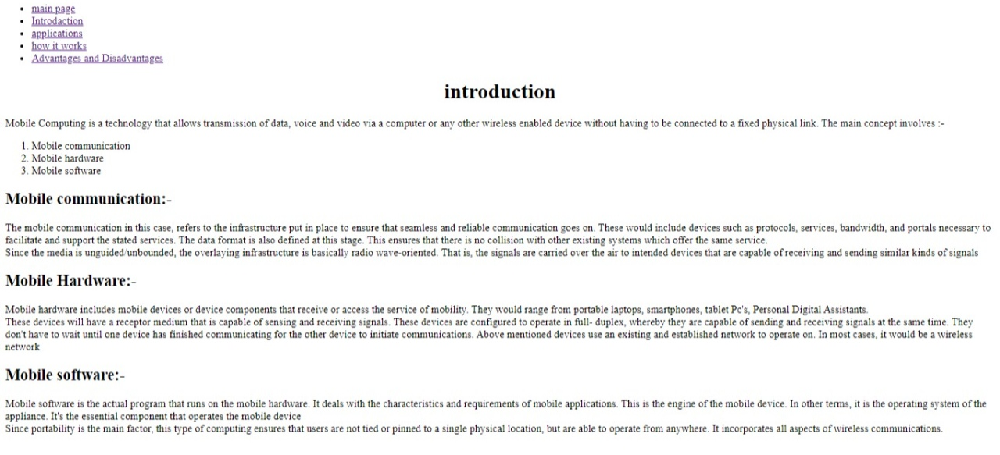 main page
Introdaction
applications
how it works
Advantages and Disadvantages
introduction
Mobile Computing is a technology that allows transmission of data, voice and video via a computer or any other wireless enabled device without having to be connected to a fixed physical link. The main concept involves :-
1. Mobile communication
2. Mobile hardware
3. Mobile software
Mobile communication:-
The mobile communication in this case, refers to the infrastructure put in place to ensure that seamless and reliable communication goes on. These would include devices such as protocols, services, bandwidth, and portals necessary to
facilitate and support the stated services. The data format is also defined at this stage. This ensures that there is no collision with other existing systems which offer the same service.
Since the media is unguided/unbounded, the overlaying infrastructure is basically radio wave-oriented. That is, the signals are carried over the air to intended devices that are capable of receiving and sending similar kinds of signals
Mobile Hardware:-
Mobile hardware includes mobile devices or device components that receive or access the service of mobility. They would range from portable laptops, smartphones, tablet Pc's, Personal Digital Assistants.
These devices will have a receptor medium that is capable of sensing and receiving signals. These devices are configured to operate in full- duplex, whereby they are capable of sending and receiving signals at the same time. They
don't have to wait until one device has finished communicating for the other device to initiate communications. Above mentioned devices use an existing and established network to operate on. In most cases, it would be a wireless
network
Mobile software:-
Mobile software is the actual program that runs on the mobile hardware. It deals with the characteristics and requirements of mobile applications. This is the engine of the mobile device. In other terms, it is the operating system of the
appliance. It's the essential component that operates the mobile device
Since portability is the main factor, this type of computing ensures that users are not tied or pinned to a single physical location, but are able to operate from anywhere. It incorporates all aspects of wireless communications.